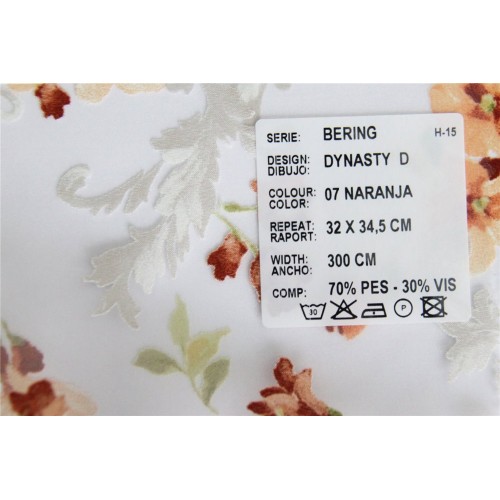 SERIE: BERING H-15
DESIGN:
DIBUJO: DYNASTY D
COLOUR:
COLOR: 07 NARANJA
REPEAT:
RAPORT: 32 X 34,5 CM
WIDTH:
ANCHO: 300 CM
COMP: 70% PES - 30% VIS
30 P